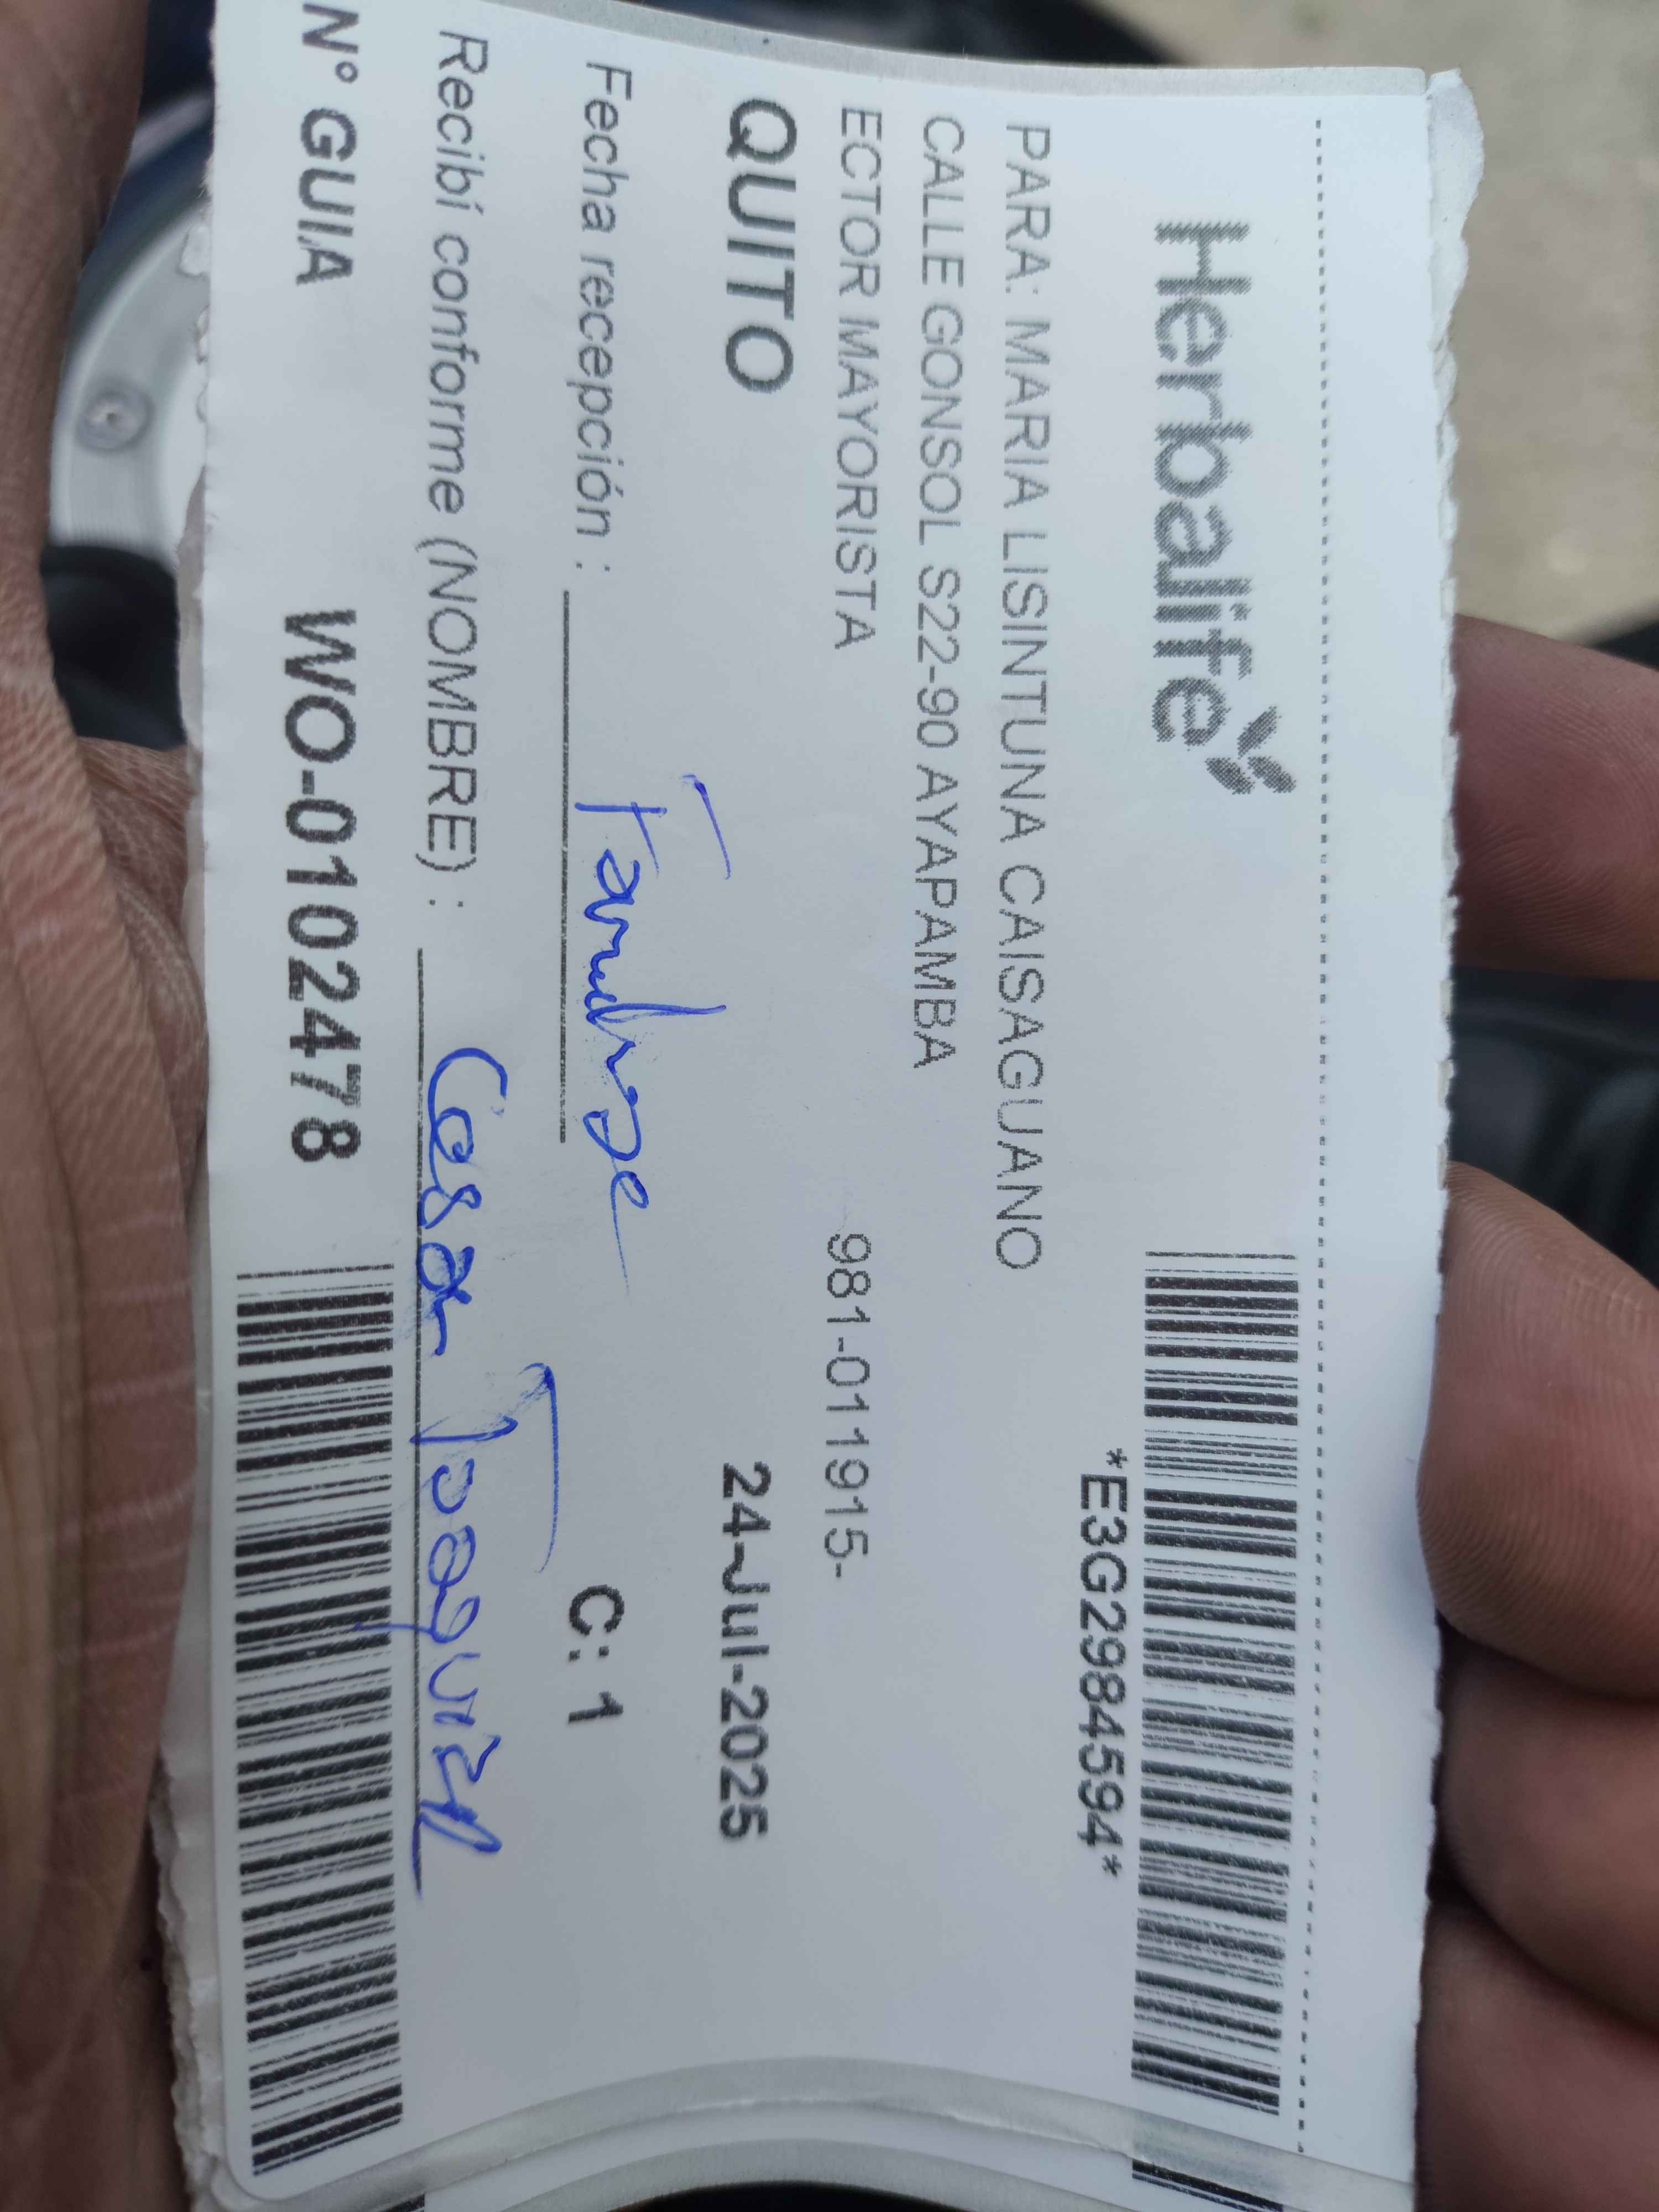 Herbalife
*E3G2984594*
PARA: MARIA LISINTUNA CAISAGUANO
CALLE GONSOL S22-90 AYAPAMBA
ECTOR MAYORISTA 981-011915-
QUITO 24-Jul-2025
Fecha recepción : C: 1
Recibí conforme (NOMBRE) : Cesar
N° GUIA WO-0102478